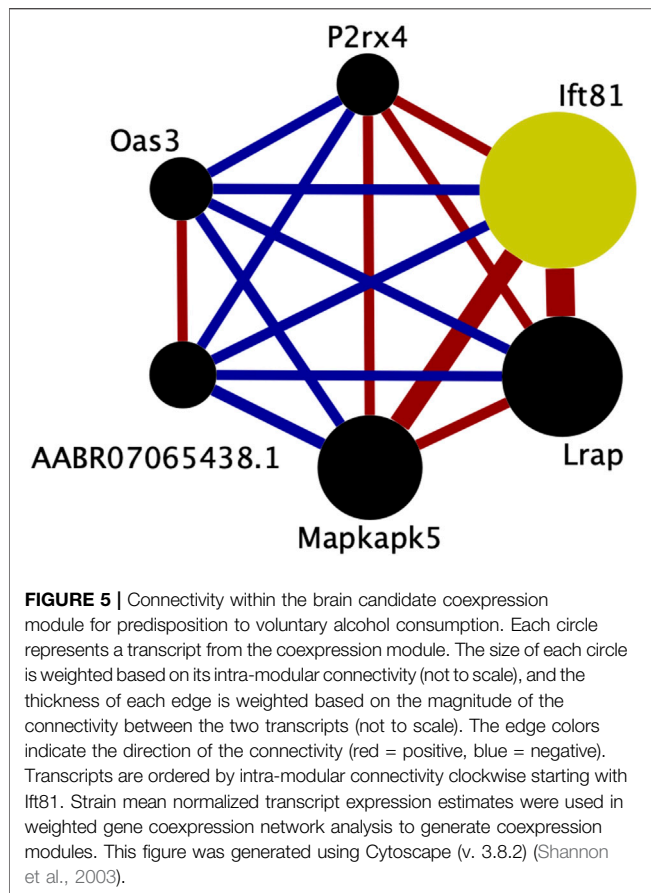 P2rx4
Ift81
Oas3
AABR07065438.1
Lrap
Mapkapk5
FIGURE 5 | Connectivity within the brain candidate coexpression
module for predisposition to voluntary alcohol consumption. Each circle
represents a transcript from the coexpression module. The size of each circle
is weighted based on its intra-modular connectivity (not to scale), and the
thickness of each edge is weighted based on the magnitude of the
connectivity between the two transcripts (not to scale). The edge colors
indicate the direction of the connectivity (red = positive, blue = negative).
Transcripts are ordered by intra-modular connectivity clockwise starting with
Ift81. Strain mean normalized transcript expression estimates were used in
weighted gene coexpression network analysis to generate coexpression
modules. This figure was generated using Cytoscape (v. 3.8.2) (Shannon
et al., 2003).